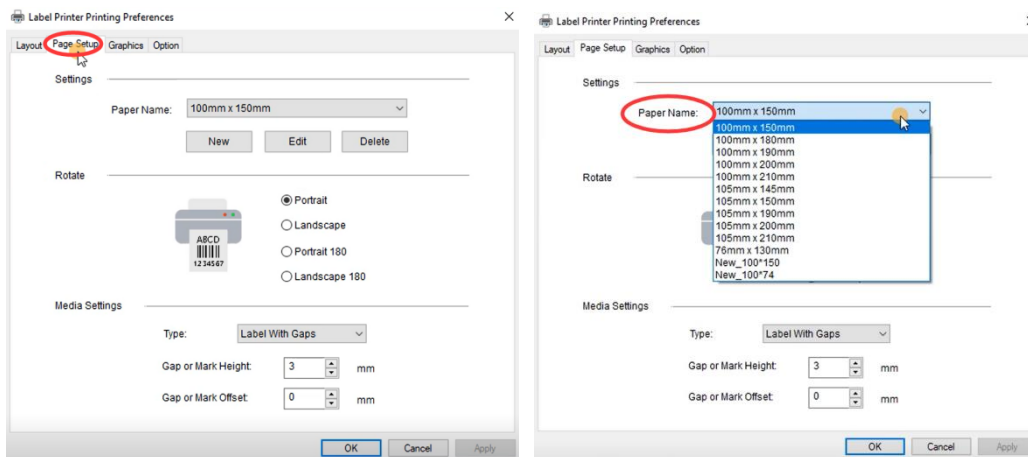 Label Printer Printing Preferences
Layout Page Setup Graphics Option
Settings
Paper Name: 100mm x 150mm
New Edit Delete
Rotate
ABCD
1234567
Portrait
Landscape
Portrait 180
Landscape 180
Media Settings
Type: Label With Gaps
Gap or Mark Height: 3 mm
Gap or Mark Offset: 0 mm
OK Cancel Apply
Label Printer Printing Preferences
Layout Page Setup Graphics Option
Settings
Paper Name: 100mm x 150mm
100mm x 150mm
100mm x 180mm
100mm x 190mm
100mm x 200mm
100mm x 210mm
105mm x 145mm
105mm x 150mm
105mm x 190mm
105mm x 200mm
105mm x 210mm
76mm x 130mm
New_100*150
New_100*74
Rotate
Media Settings
Type: Label With Gaps
Gap or Mark Height: 3 mm
Gap or Mark Offset: 0 mm
OK Cancel Apply